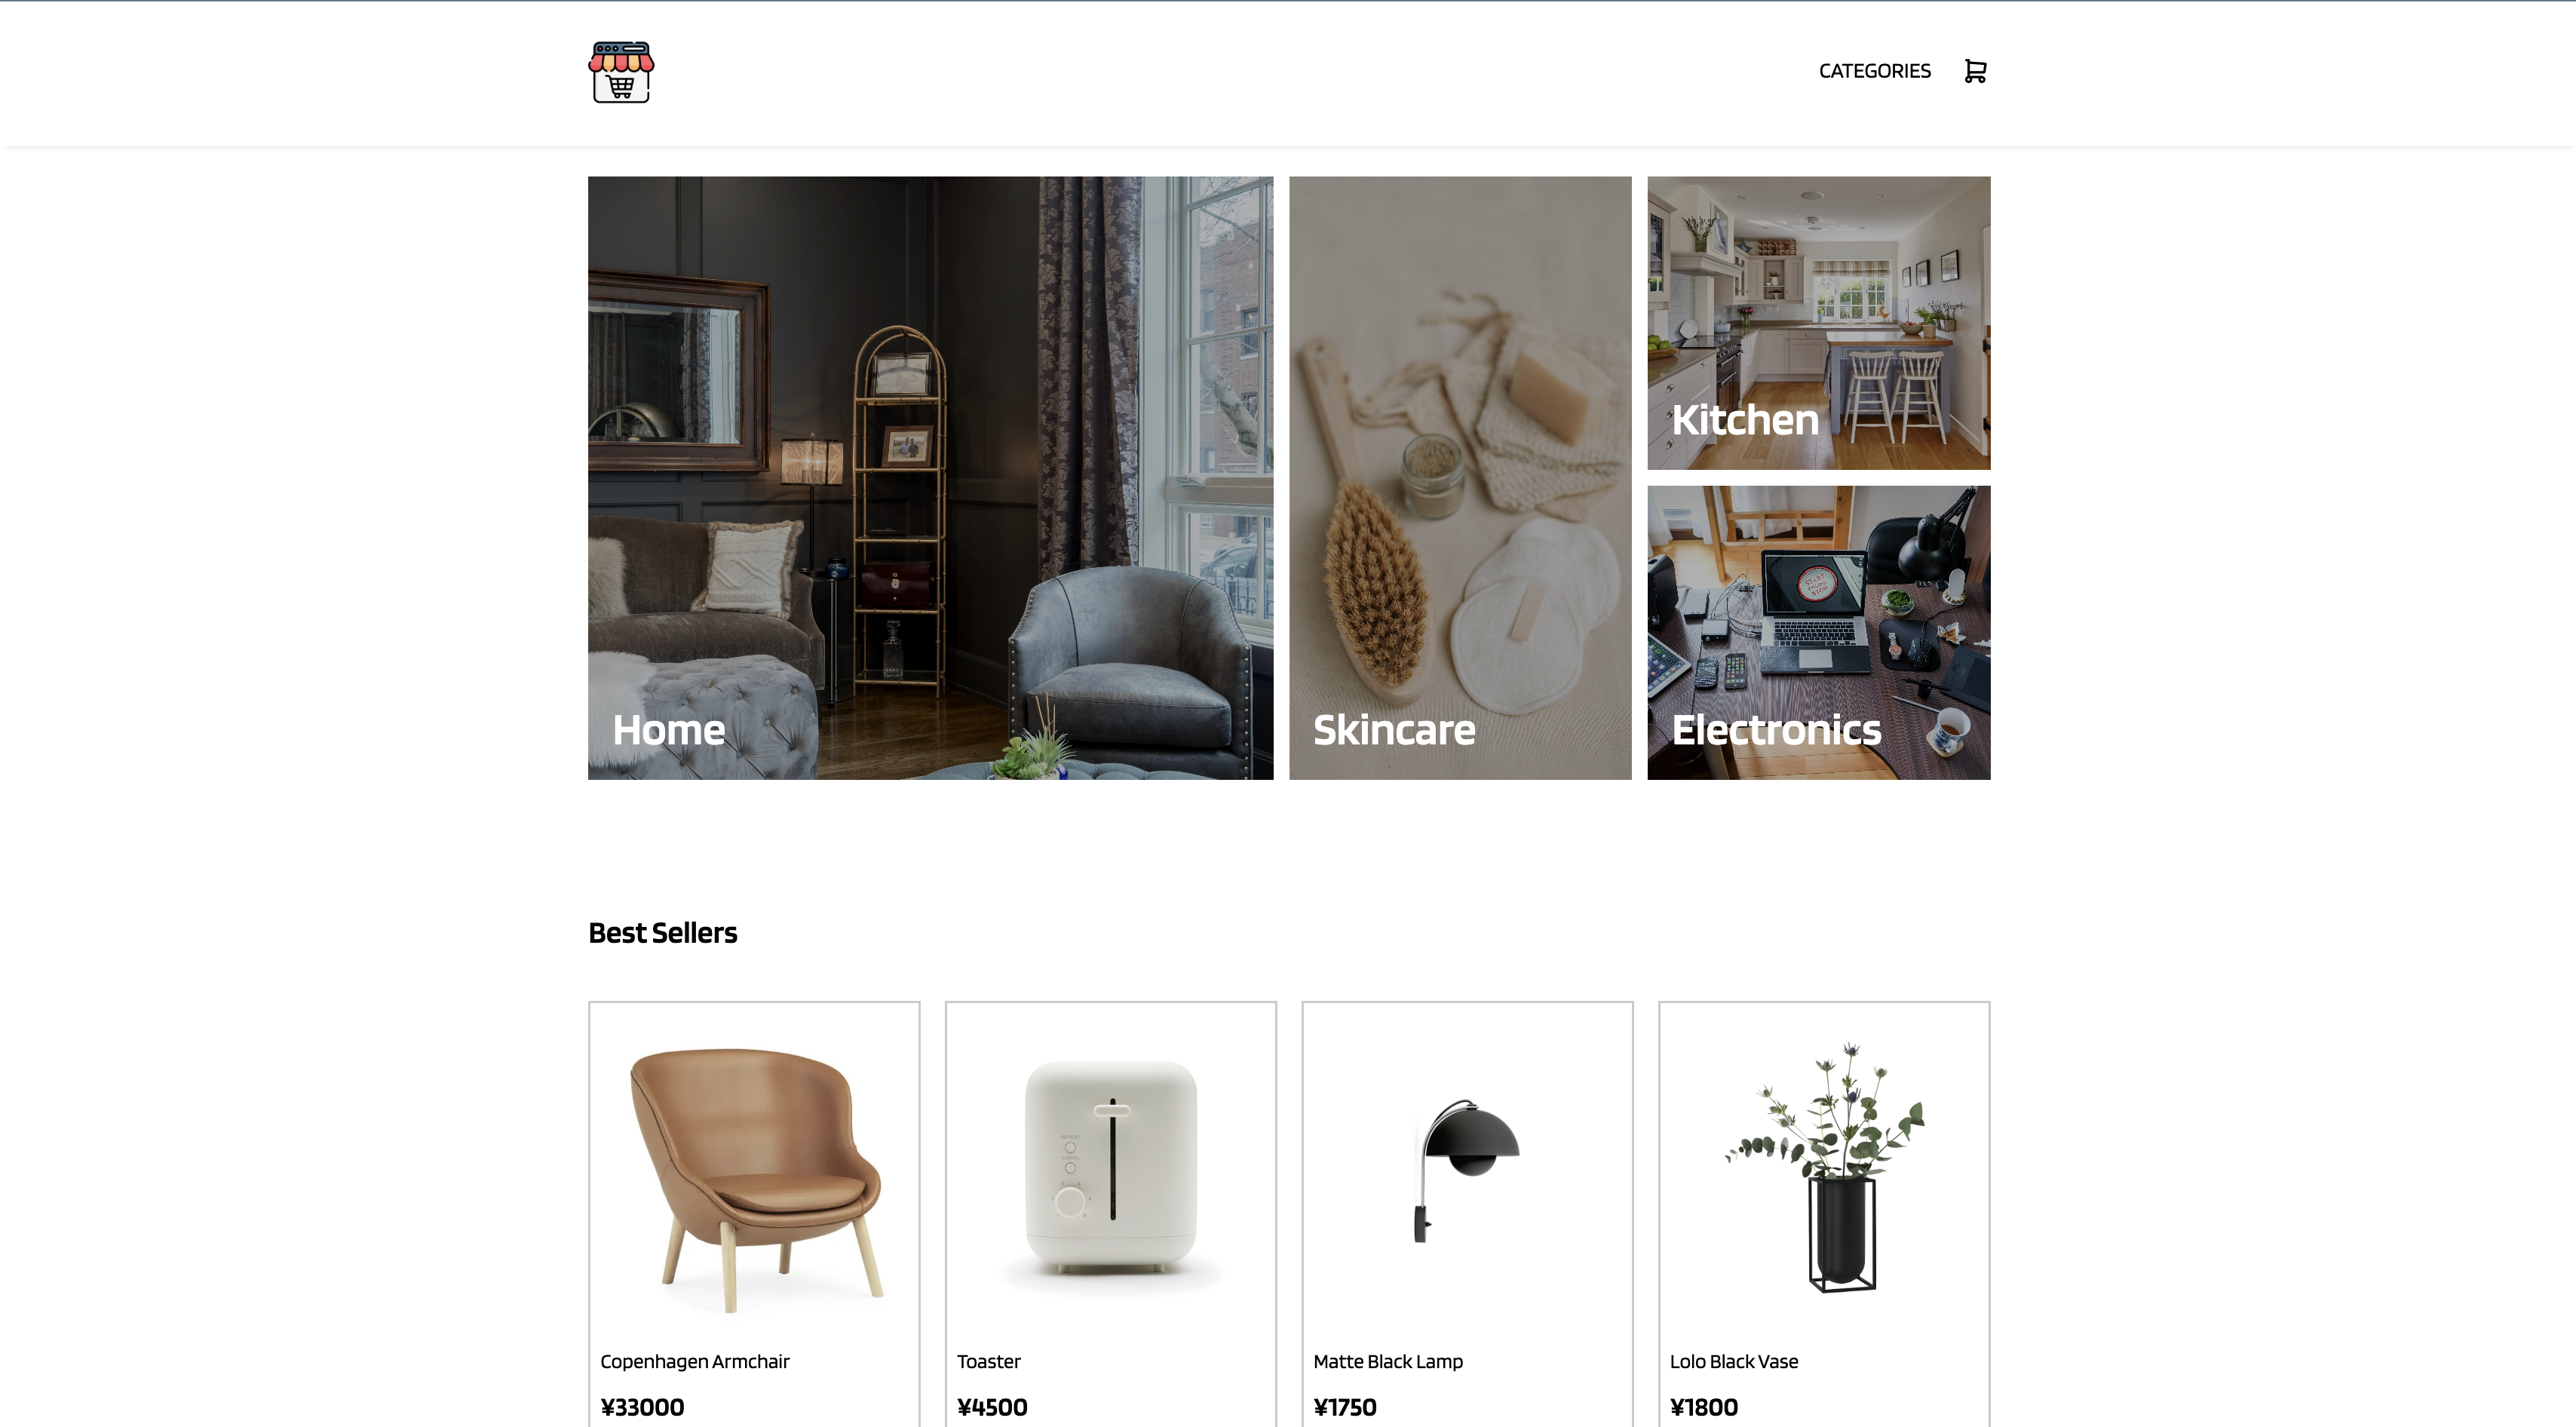 CATEGORIES
Kitchen
Home
Skincare
Electronics
Best Sellers
Copenhagen Armchair
Toaster
Matte Black Lamp
Lolo Black Vase
¥33000
¥4500
¥1750
¥1800